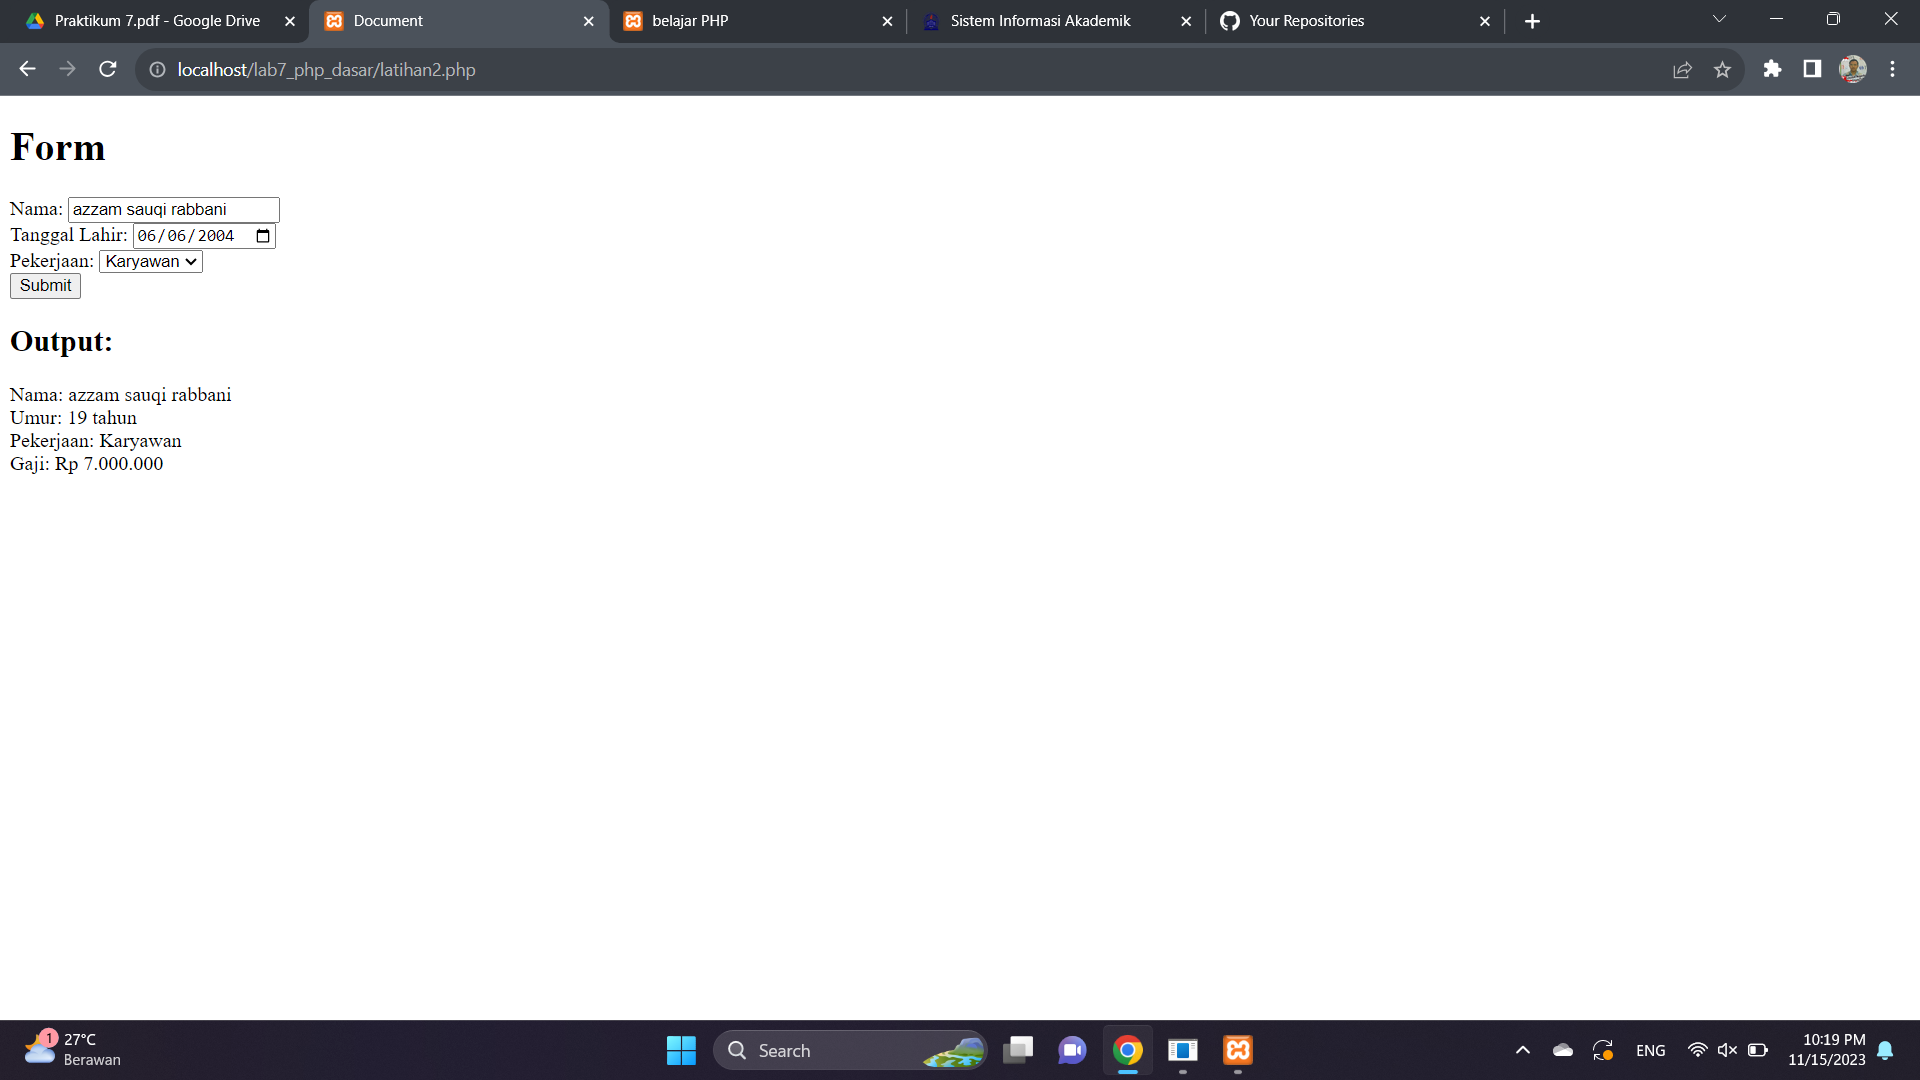 Praktikum 7.pdf - Google Drive
Document
belajar PHP
Sistem Informasi Akademik
Your Repositories
localhost/lab7_php_dasar/latihan2.php
Form
Nama: azzam sauqi rabbani
Tanggal Lahir: 06/06/2004
Pekerjaan: Karyawan
Submit
Output:
Nama: azzam sauqi rabbani
Umur: 19 tahun
Pekerjaan: Karyawan
Gaji: Rp 7.000.000
1
27°C
Berawan
Search
ENG
10:19 PM
11/15/2023